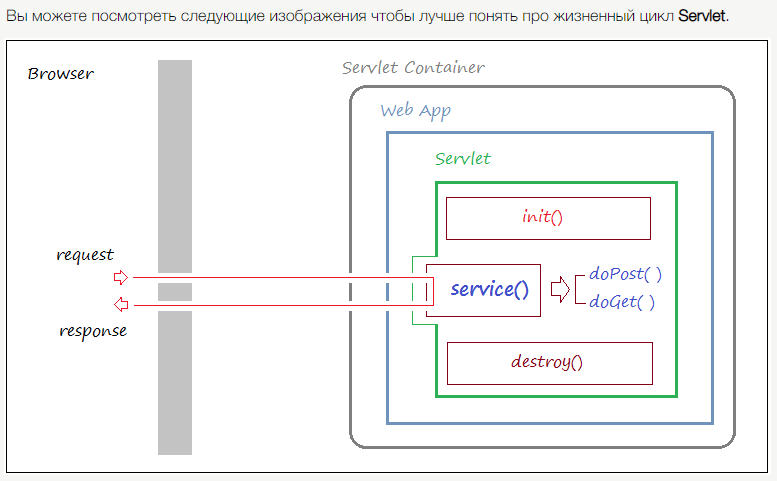 Вы можете посмотреть следующие изображения чтобы лучше понять про жизненный цикл Servlet.
Browser
Servlet Container
Web App
Servlet
init()
request
service()
doPost( )
doGet( )
response
destroy()